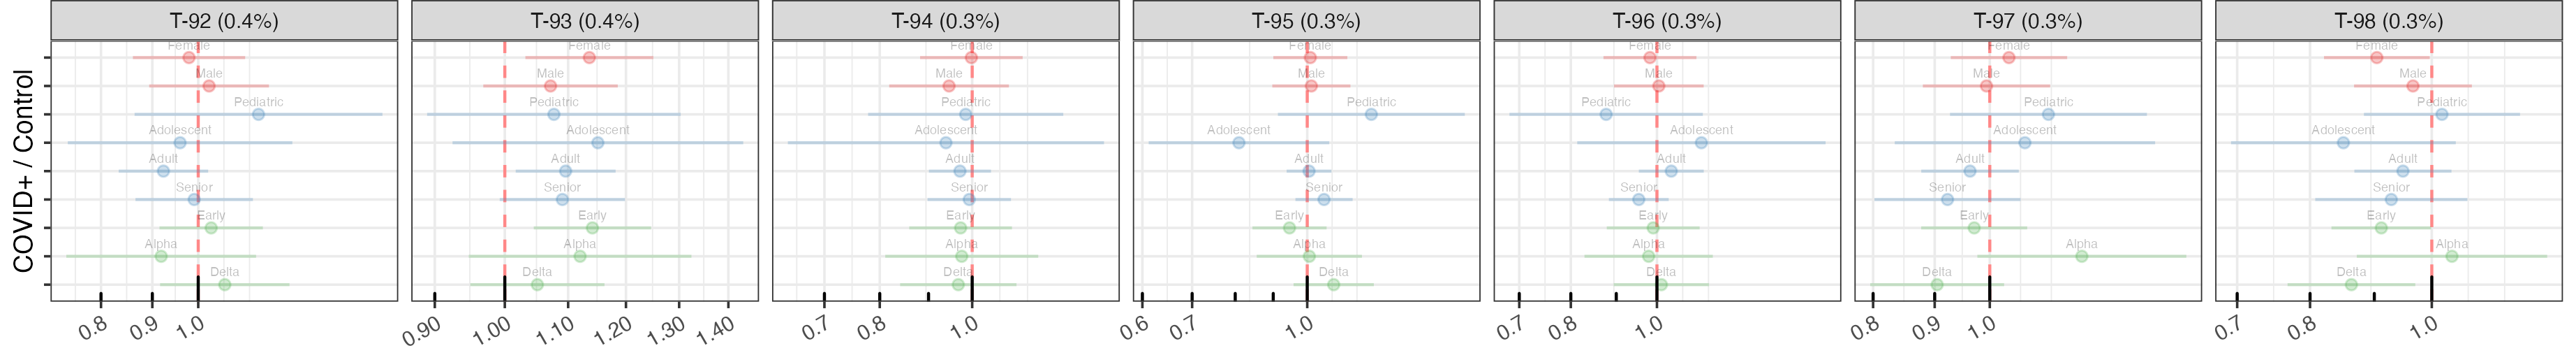 T-92 (0.4%) T-93 (0.4%) T-94 (0.3%) T-95 (0.3%) T-96 (0.3%) T-97 (0.3%) T-98 (0.3%)
COVID+ / Control
Female Female Female Female Female Female Female
Male Male Male Male Male Male Male
Pediatric Pediatric Pediatric Pediatric Pediatric Pediatric Pediatric
Adolescent Adolescent Adolescent Adolescent Adolescent Adolescent Adolescent
Adult Adult Adult Adult Adult Adult Adult
Senior Senior Senior Senior Senior Senior Senior
Early Early Early Early Early Early Early
Alpha Alpha Alpha Alpha Alpha Alpha Alpha
Delta Delta Delta Delta Delta Delta Delta
0.8 0.9 1.0 0.90 1.00 1.10 1.20 1.30 1.40 0.7 0.8 1.0 0.6 0.7 1.0 0.7 0.8 1.0 0.8 0.9 1.0 0.7 0.8 1.0